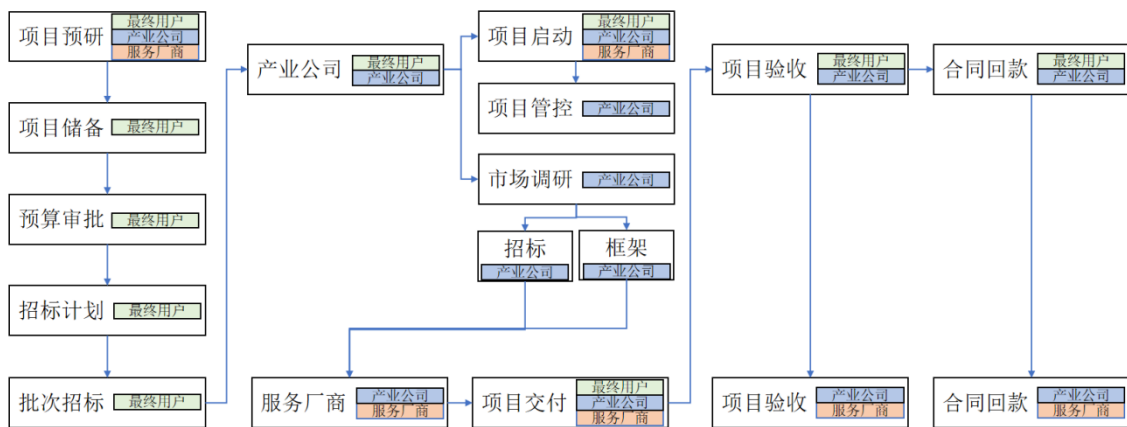 项目预研
最终用户
产业公司
服务厂商
项目储备
最终用户
预算审批
最终用户
招标计划
最终用户
批次招标
最终用户
产业公司
最终用户
产业公司
项目启动
最终用户
产业公司
服务厂商
项目管控
产业公司
市场调研
产业公司
招标
产业公司
框架
产业公司
服务厂商
产业公司
服务厂商
项目交付
最终用户
产业公司
服务厂商
项目验收
最终用户
产业公司
合同回款
最终用户
产业公司
项目验收
产业公司
服务厂商
合同回款
产业公司
服务厂商